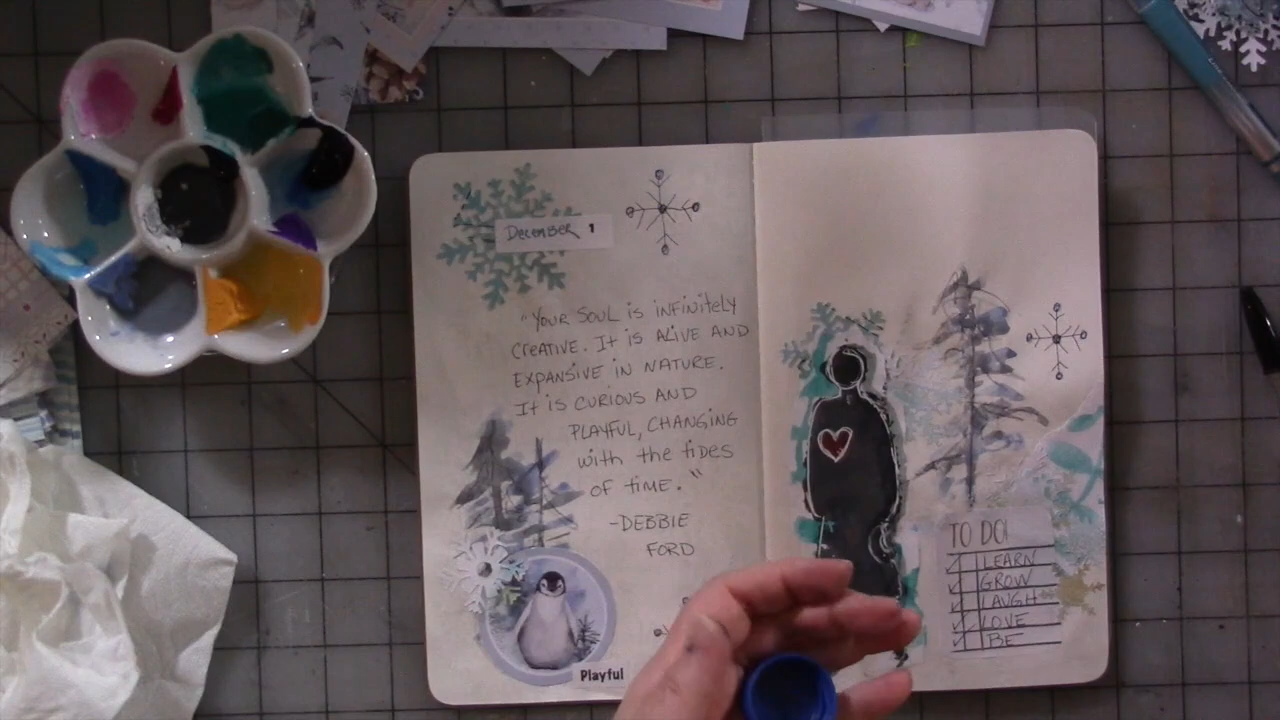 December 1
"Your soul is infinitely
creative. It is alive and
expansive in nature.
It is curious and
playful, changing
with the tides
of time."
-Debbie
Ford
Playful
TO DO!
LEARN
GROW
LAUGH
LOVE
BE